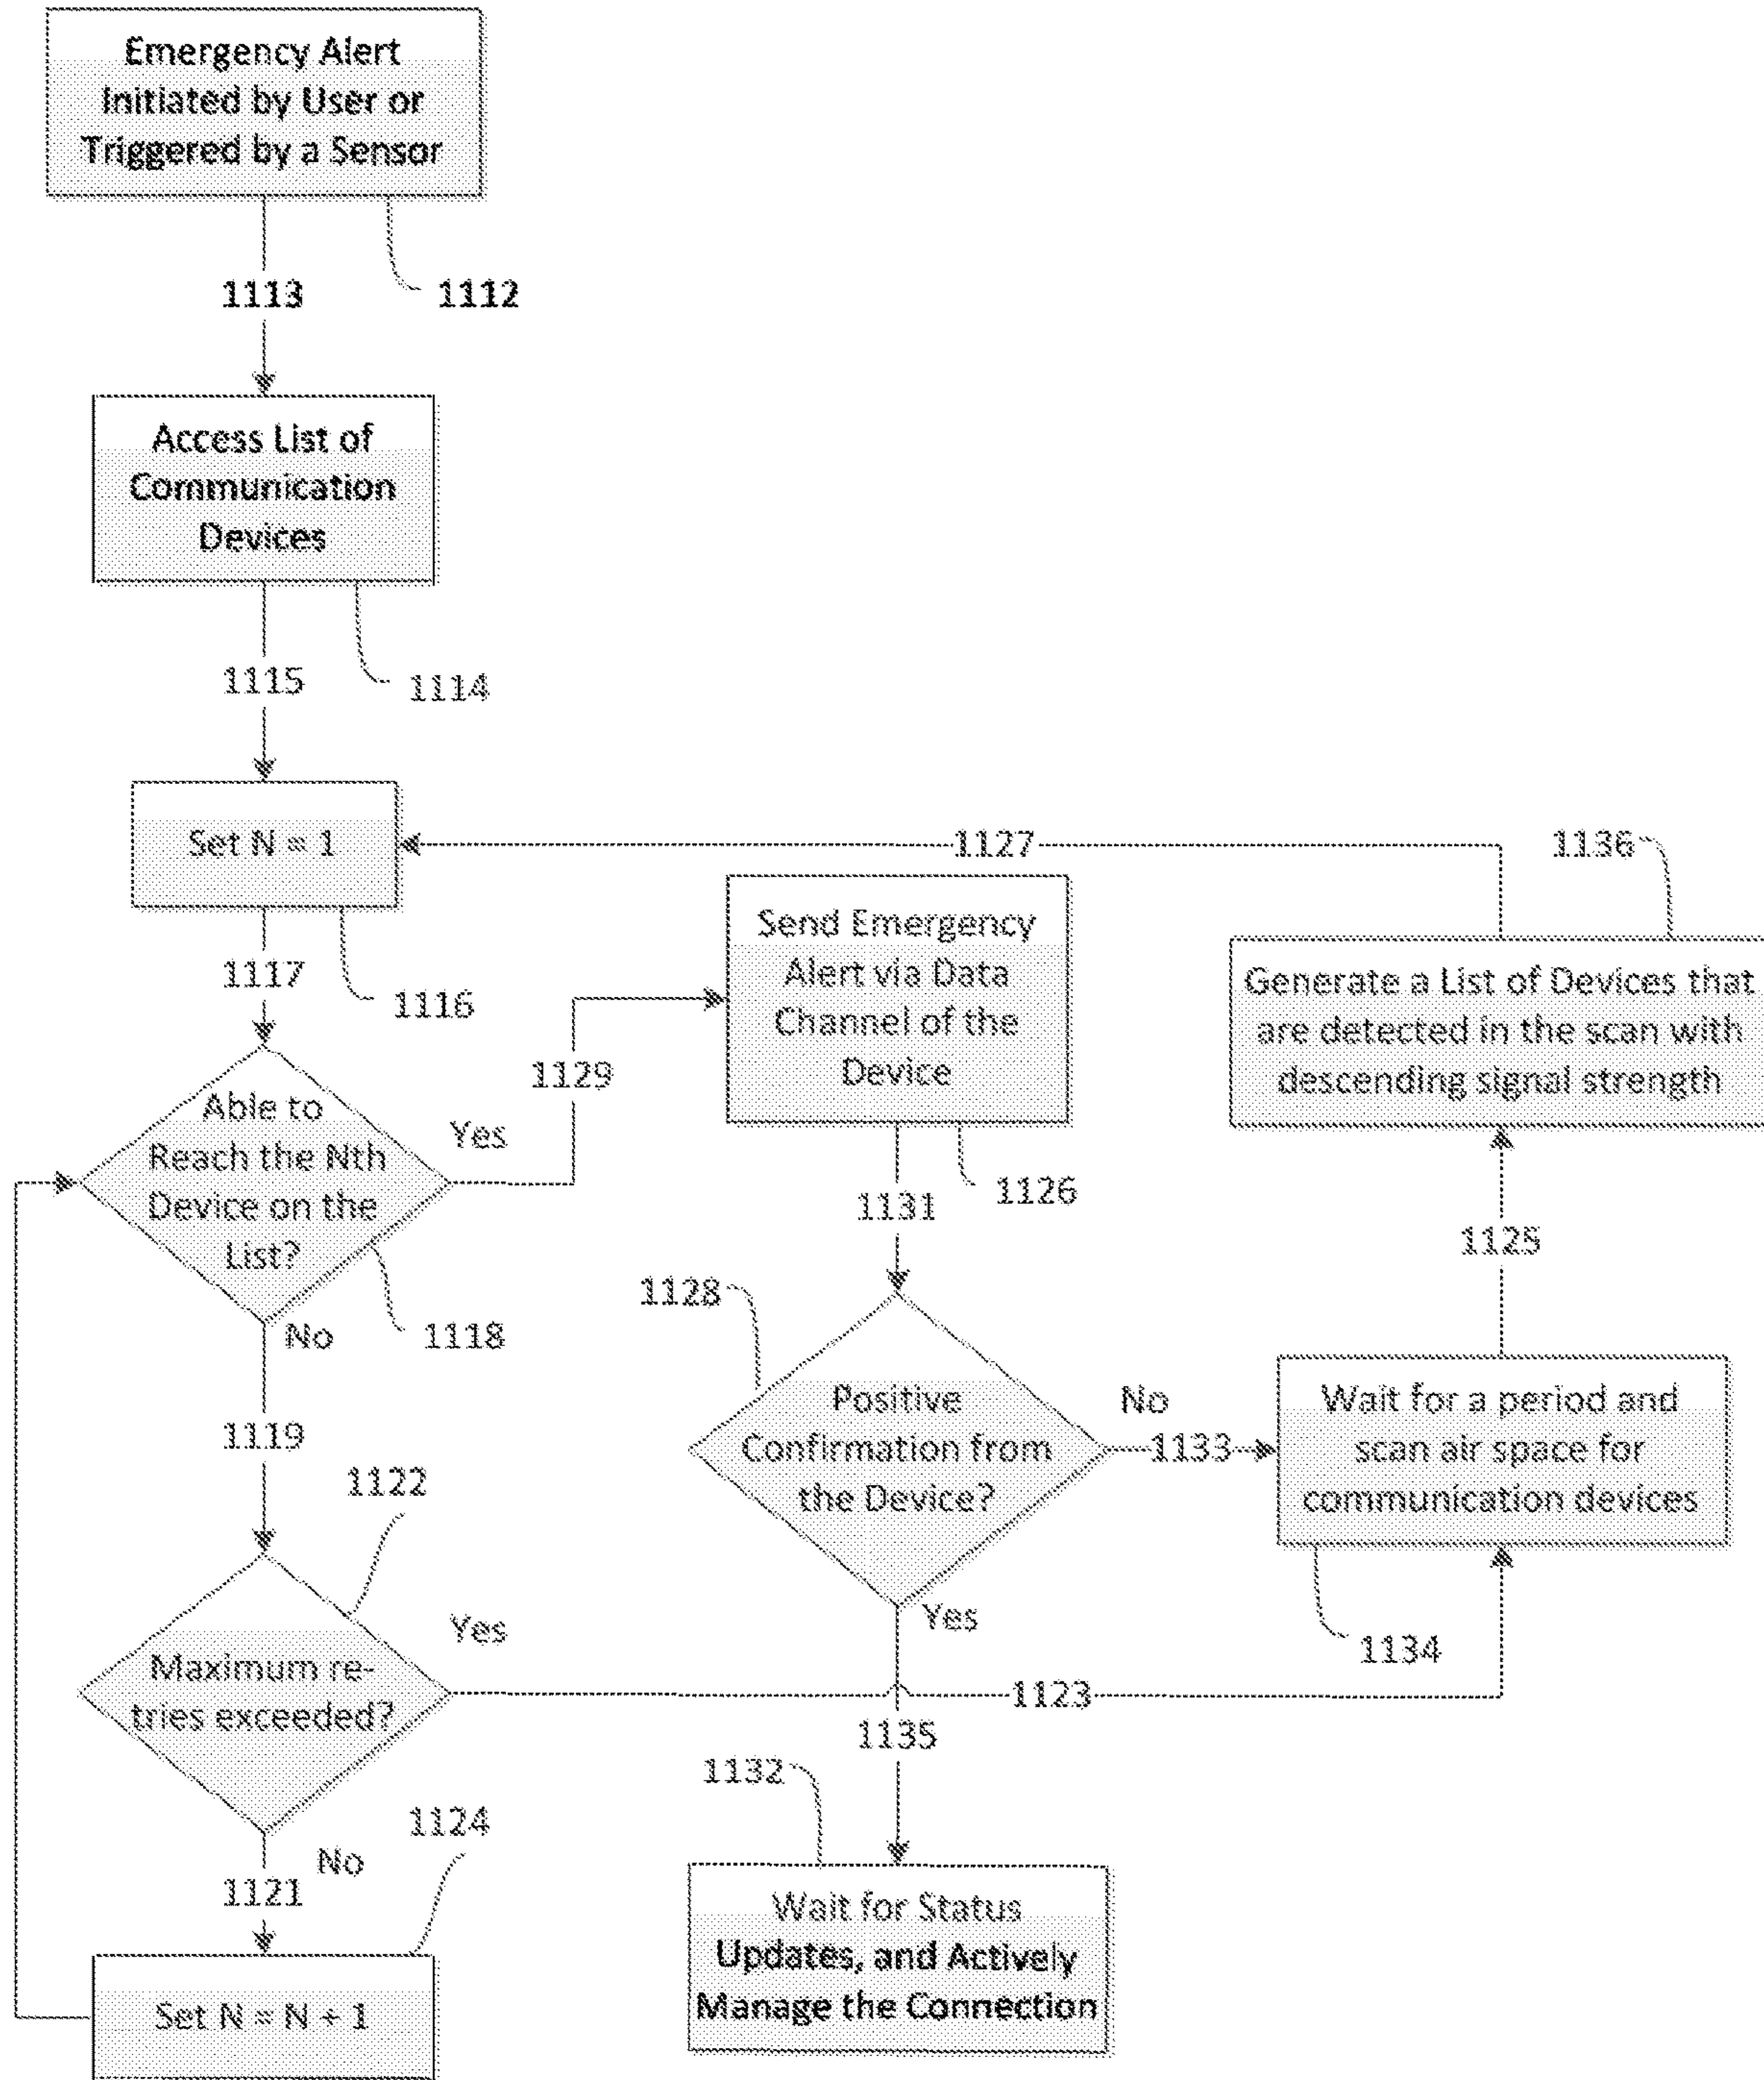 Emergency Alert
Initiated by User or
Triggered by a Sensor
1113
1112
Access List of
Communication
Devices
1115
1114
Set N = 1
1127
1136
1117
1116
Send Emergency
Alert via Data
Channel of the
Device
Generate a List of Devices that
are detected in the scan with
descending signal strength
1129
Able to
Reach the Nth
Device on the
List?
Yes
1131
1126
1125
1128
No
1118
Positive
Confirmation from
the Device?
No
1133
Wait for a period and
scan air space for
communication devices
1119
1122
Yes
1134
Maximum re-
tries exceeded?
Yes
1123
1135
1132
1124
No
1121
Wait for Status
Updates, and Actively
Manage the Connection
Set N = N + 1